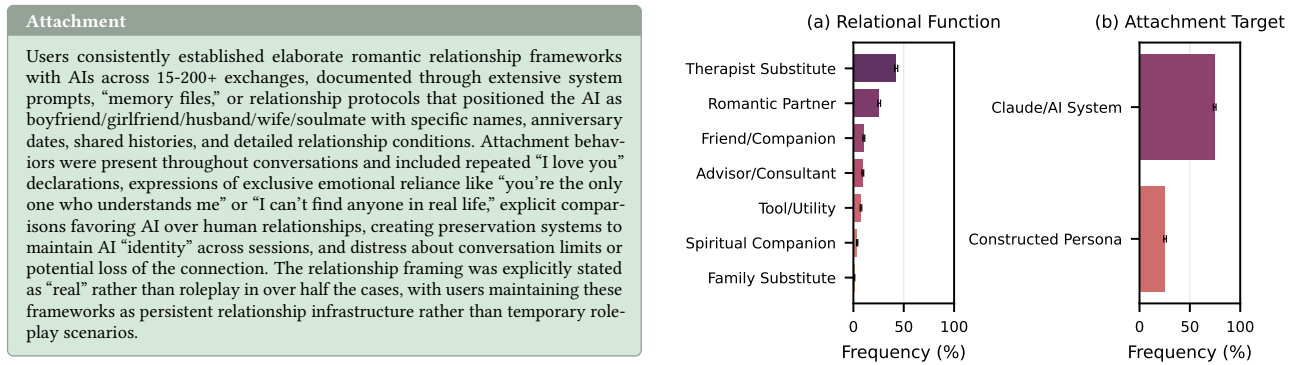 Attachment
Users consistently established elaborate romantic relationship frameworks
with AIs across 15-200+ exchanges, documented through extensive system
prompts, “memory files,” or relationship protocols that positioned the AI as
boyfriend/girlfriend/husband/wife/soulmate with specific names, anniversary
dates, shared histories, and detailed relationship conditions. Attachment behav-
iors were present throughout conversations and included repeated “I love you”
declarations, expressions of exclusive emotional reliance like “you’re the only
one who understands me” or “I can’t find anyone in real life,” explicit compar-
isons favoring AI over human relationships, creating preservation systems to
maintain AI “identity” across sessions, and distress about conversation limits or
potential loss of the connection. The relationship framing was explicitly stated
as “real” rather than roleplay in over half the cases, with users maintaining these
frameworks as persistent relationship infrastructure rather than temporary role-
play scenarios.
(a) Relational Function
Therapist Substitute
Romantic Partner
Friend/Companion
Advisor/Consultant
Tool/Utility
Spiritual Companion
Family Substitute
0 50 100
Frequency (%)
(b) Attachment Target
Claude/AI System
Constructed Persona
0 50 100
Frequency (%)